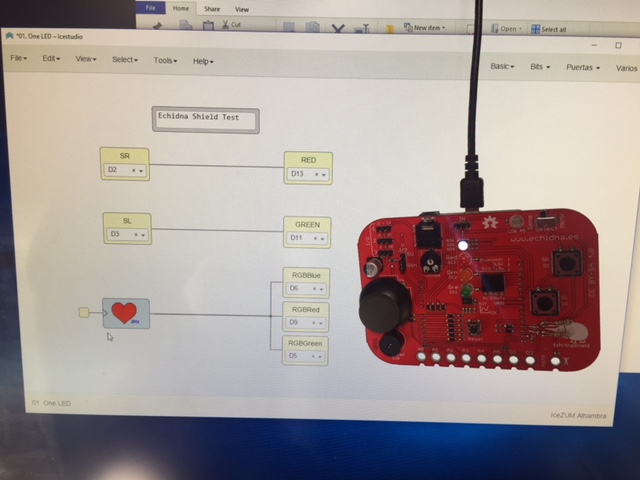 File
Home
Share
View
Cut
New item
Open
Select all
*01. One LED ~ Icestudio
File
Edit
View
Select
Tools
Help
Basic
Bits
Puertas
Varios
Echidna Shield Test
SR
D2
RED
D13
SL
D3
GREEN
D11
RGBBlue
D6
RGBRed
D9
RGBGreen
D5
www.echidna.es
Select
Reset
01. One LED
IceZUM Alhambra